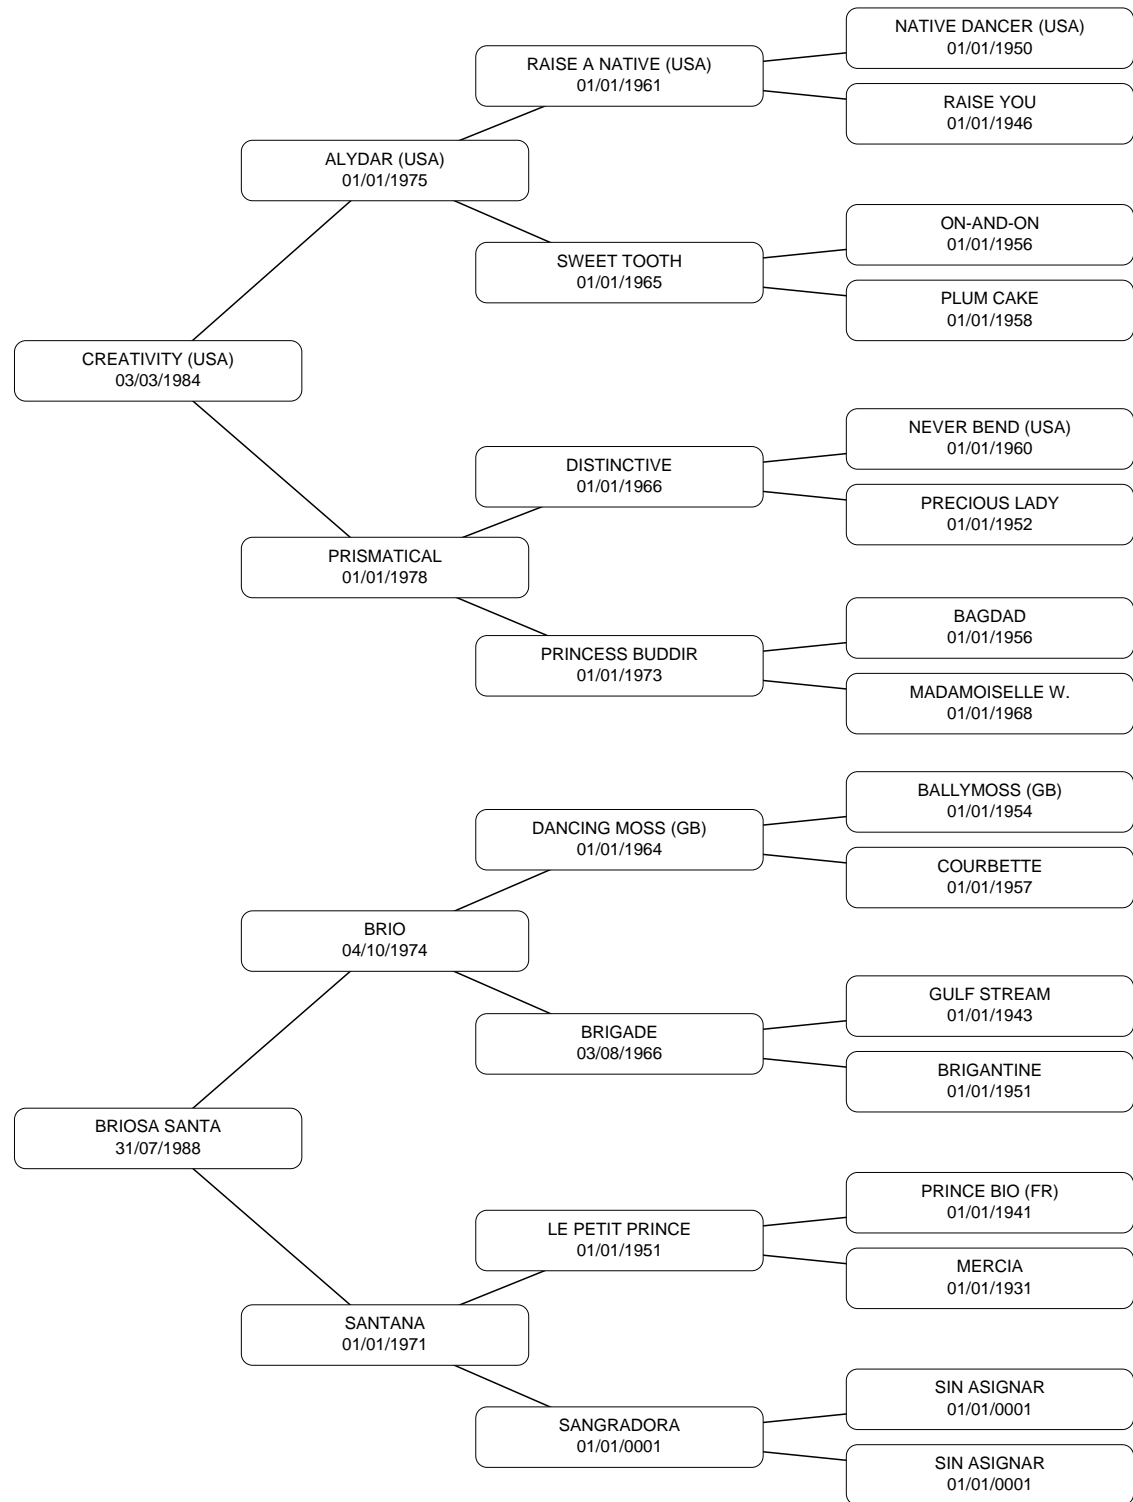 NATIVE DANCER (USA)
01/01/1950
RAISE A NATIVE (USA)
01/01/1961
RAISE YOU
01/01/1946
ALYDAR (USA)
01/01/1975
ON-AND-ON
01/01/1956
SWEET TOOTH
01/01/1965
PLUM CAKE
01/01/1958
CREATIVITY (USA)
03/03/1984
NEVER BEND (USA)
01/01/1960
DISTINCTIVE
01/01/1966
PRECIOUS LADY
01/01/1952
PRISMATICAL
01/01/1978
BAGDAD
01/01/1956
PRINCESS BUDDIR
01/01/1973
MADAMOISELLE W.
01/01/1968
BALLYMOSS (GB)
01/01/1954
DANCING MOSS (GB)
01/01/1964
COURBETTE
01/01/1957
BRIO
04/10/1974
GULF STREAM
01/01/1943
BRIGADE
03/08/1966
BRIGANTINE
01/01/1951
BRIOSA SANTA
31/07/1988
PRINCE BIO (FR)
01/01/1941
LE PETIT PRINCE
01/01/1951
MERCIA
01/01/1931
SANTANA
01/01/1971
SIN ASIGNAR
01/01/0001
SANGRADORA
01/01/0001
SIN ASIGNAR
01/01/0001